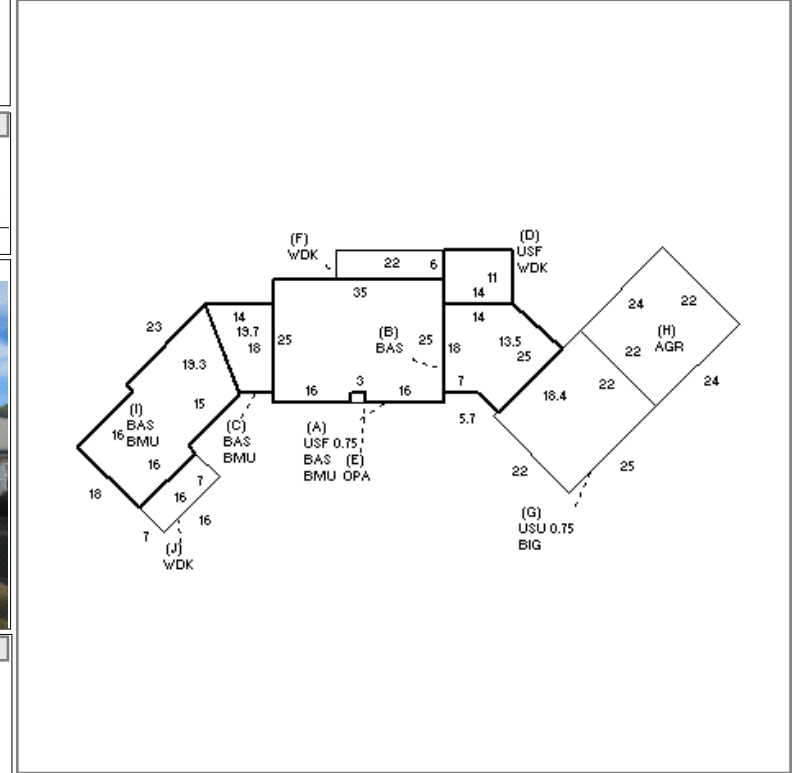 (F)
WDK
22
6
(D)
USF
WDK
11
14
35
24
22
(H)
AGR
22
24
23
14
19.7
18
25
(B)
BAS
25
14
18
13.5
25
19.3
15
16
3
16
7
5.7
18.4
22
22
25
(I)
BAS
BMU
16
16
18
(C)
BAS
BMU
(A)
USF 0.75
BAS (E)
BMU OPA
7
16
16
7
(J)
WDK
(G)
USU 0.75
BIG